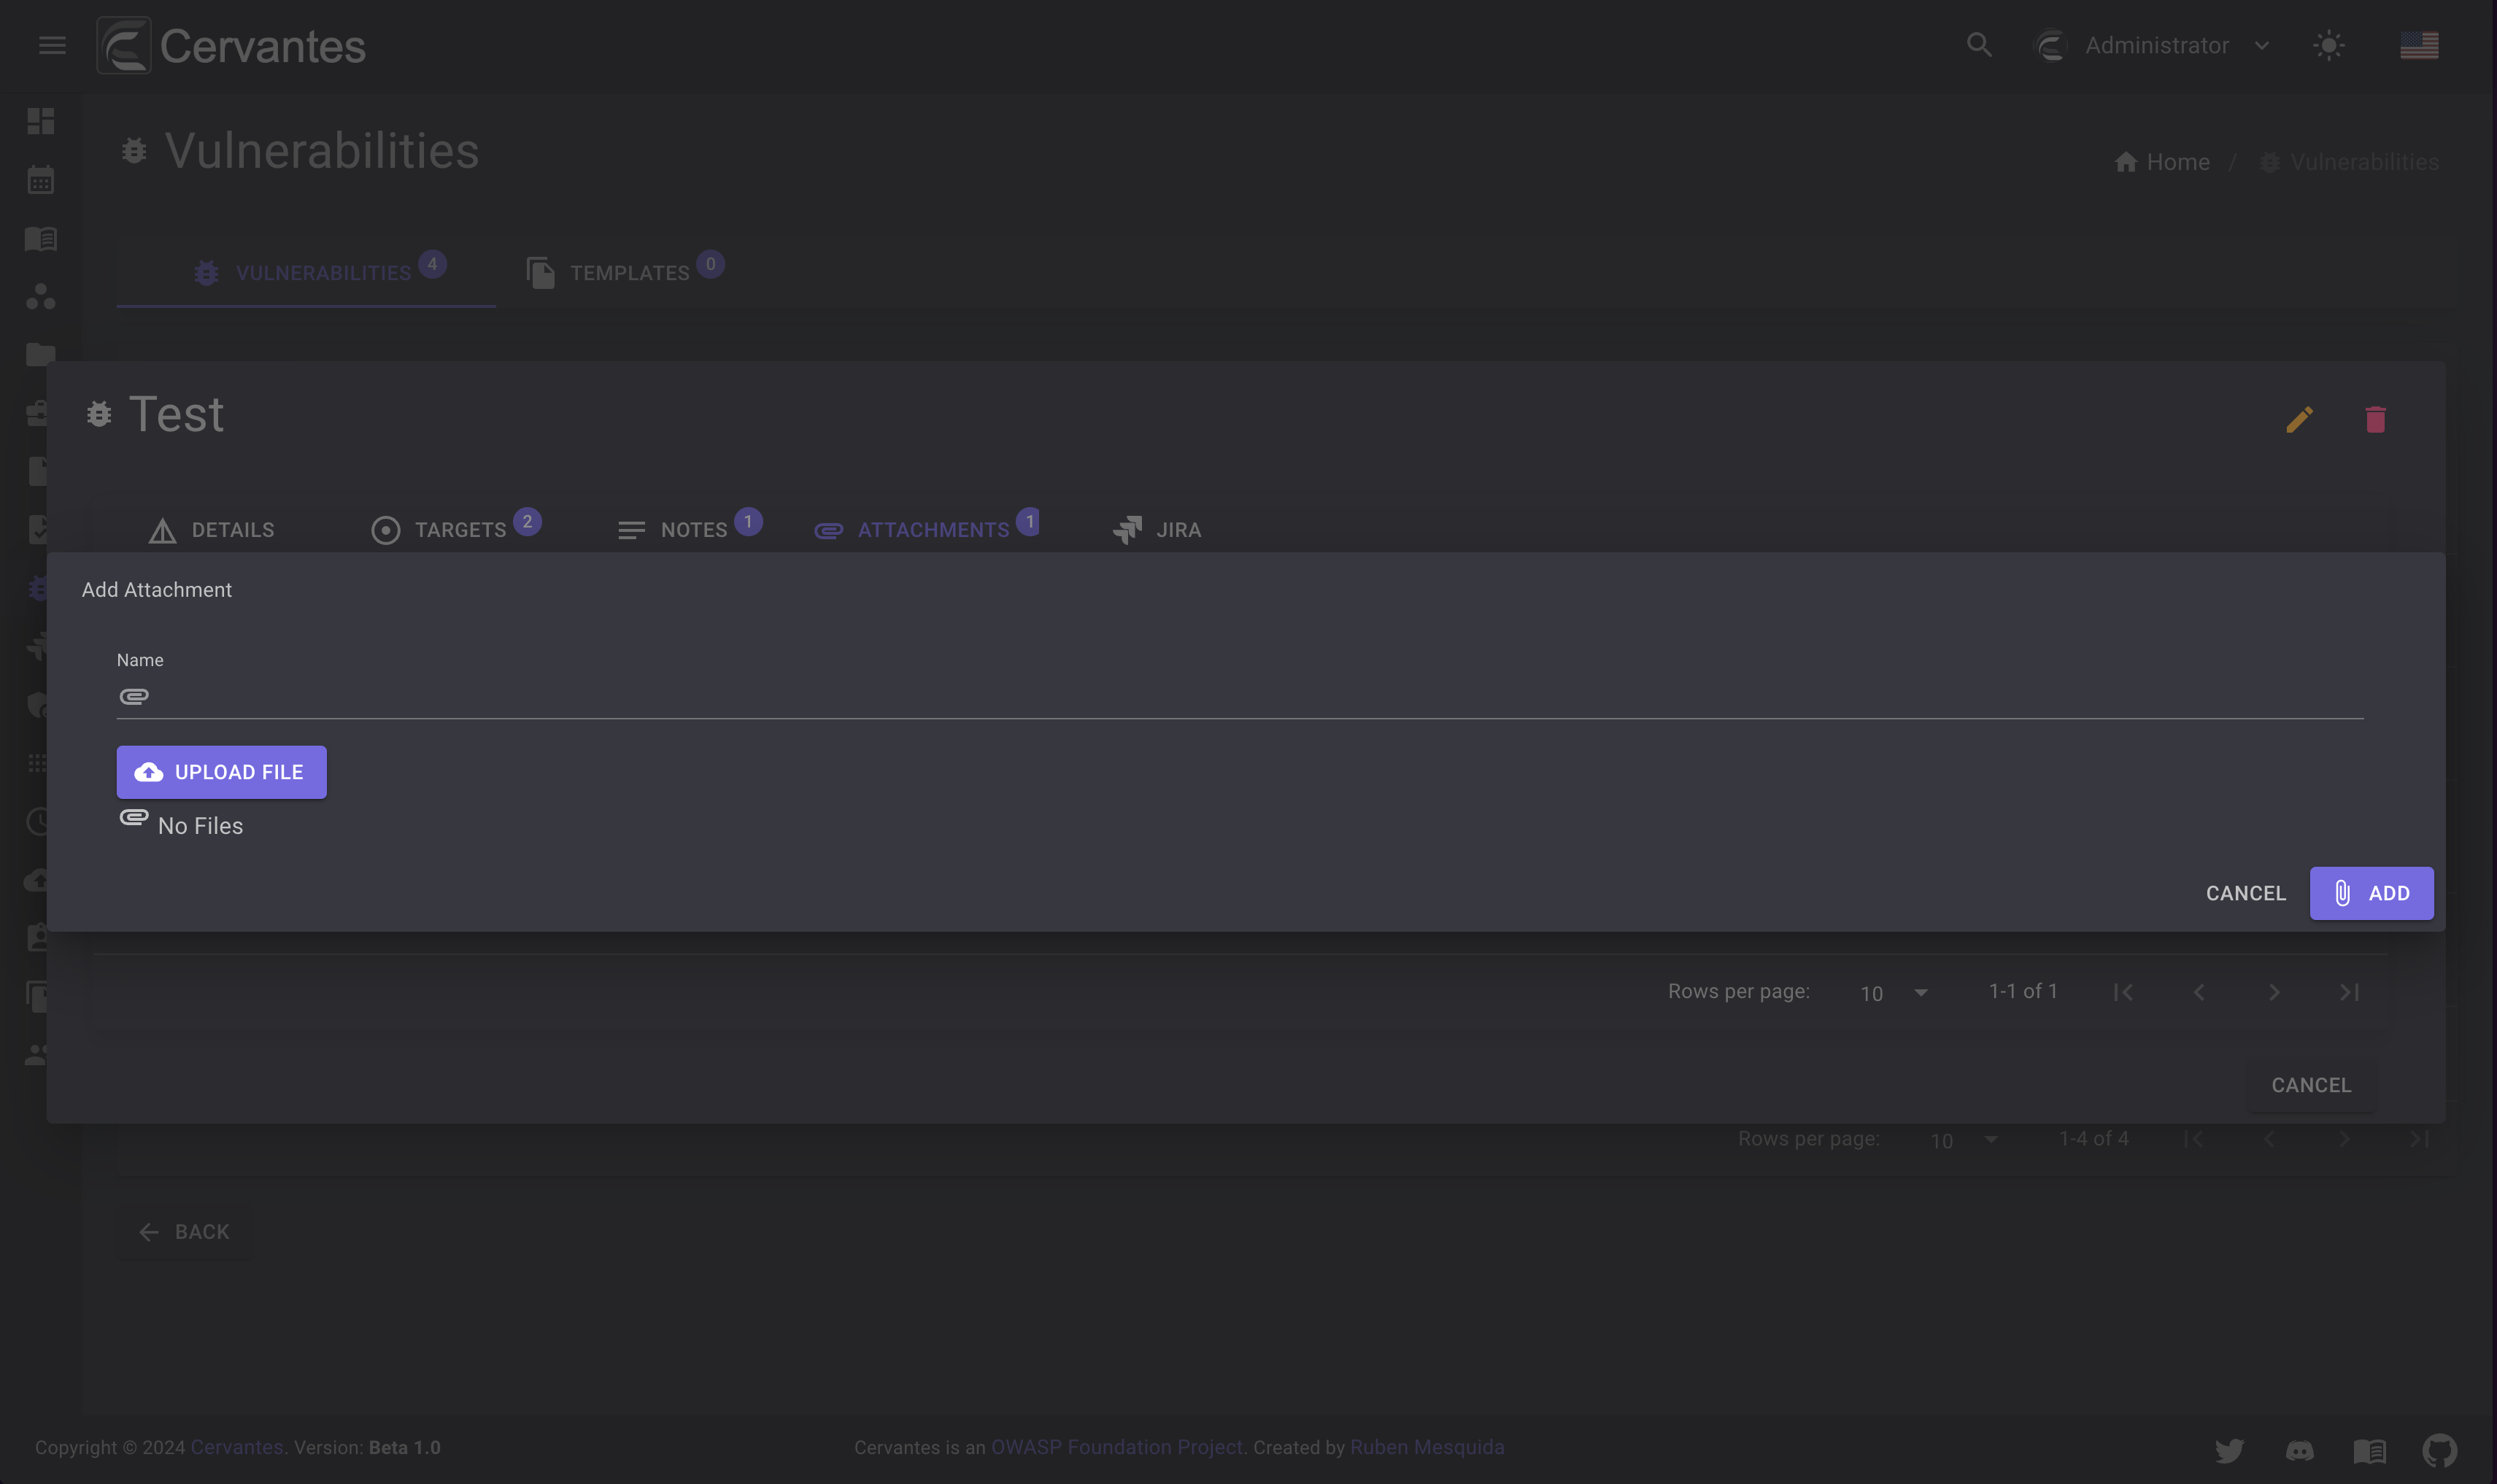 Cervantes
Administrator
Vulnerabilities
Home / Vulnerabilities
VULNERABILITIES 4
TEMPLATES 0
Test
DETAILS
TARGETS 2
NOTES 1
ATTACHMENTS 1
JIRA
Add Attachment
Name
UPLOAD FILE
No Files
CANCEL
ADD
Rows per page: 10 1-1 of 1
CANCEL
Rows per page: 10 1-4 of 4
BACK
Copyright © 2024 Cervantes. Version: Beta 1.0
Cervantes is an OWASP Foundation Project. Created by Ruben Mesquida